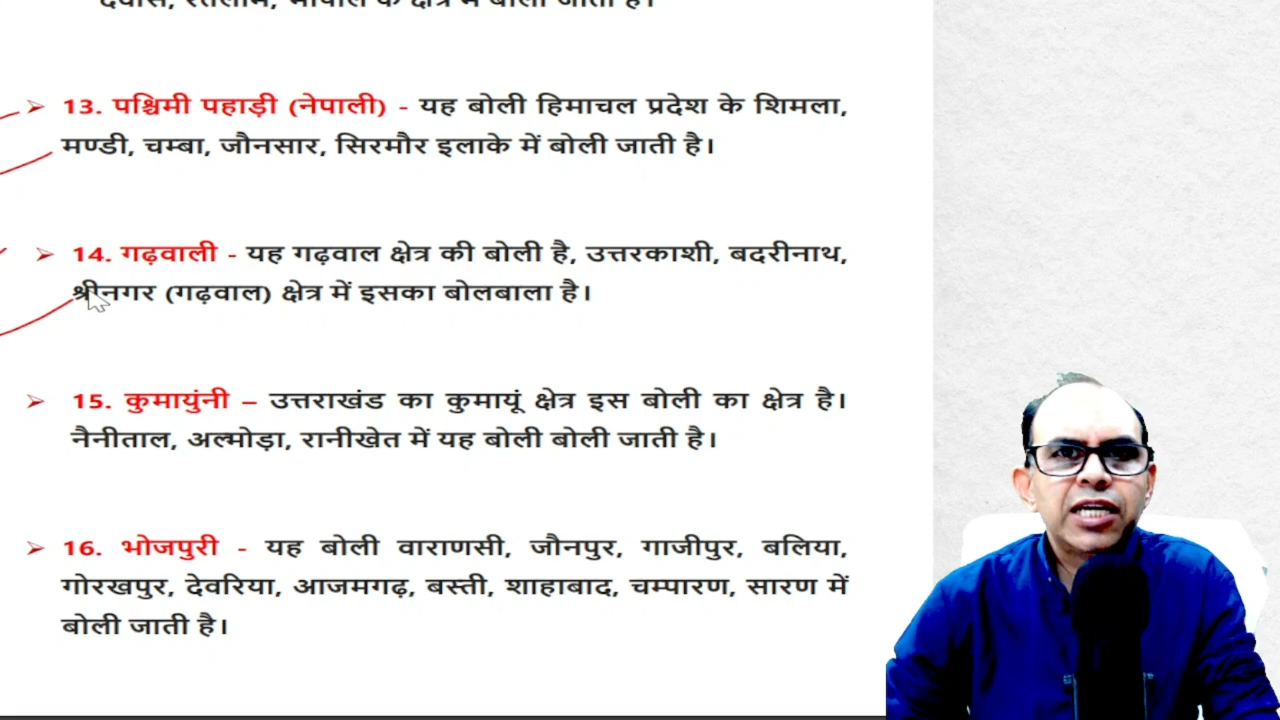 देवास, रतलाम, भोपाल के क्षेत्र में बोली जाती है।
13. पश्चिमी पहाड़ी (नेपाली) - यह बोली हिमाचल प्रदेश के शिमला,
मण्डी, चम्बा, जौनसार, सिरमौर इलाके में बोली जाती है।
14. गढ़वाली - यह गढ़वाल क्षेत्र की बोली है, उत्तरकाशी, बदरीनाथ,
श्रीनगर (गढ़वाल) क्षेत्र में इसका बोलबाला है।
15. कुमायुंनी – उत्तराखंड का कुमायूं क्षेत्र इस बोली का क्षेत्र है।
नैनीताल, अल्मोड़ा, रानीखेत में यह बोली बोली जाती है।
16. भोजपुरी - यह बोली वाराणसी, जौनपुर, गाजीपुर, बलिया,
गोरखपुर, देवरिया, आजमगढ़, बस्ती, शाहाबाद, चम्पारण, सारण में
बोली जाती है।